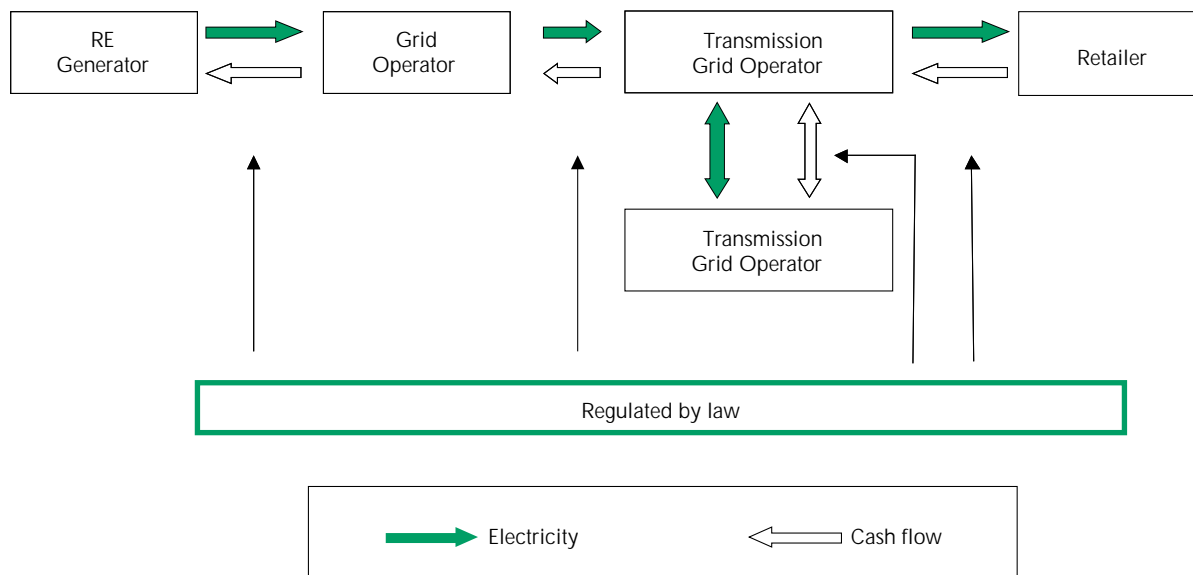 RE
Generator
Grid
Operator
Transmission
Grid Operator
Retailer
Transmission
Grid Operator
Regulated by law
Electricity
Cash flow